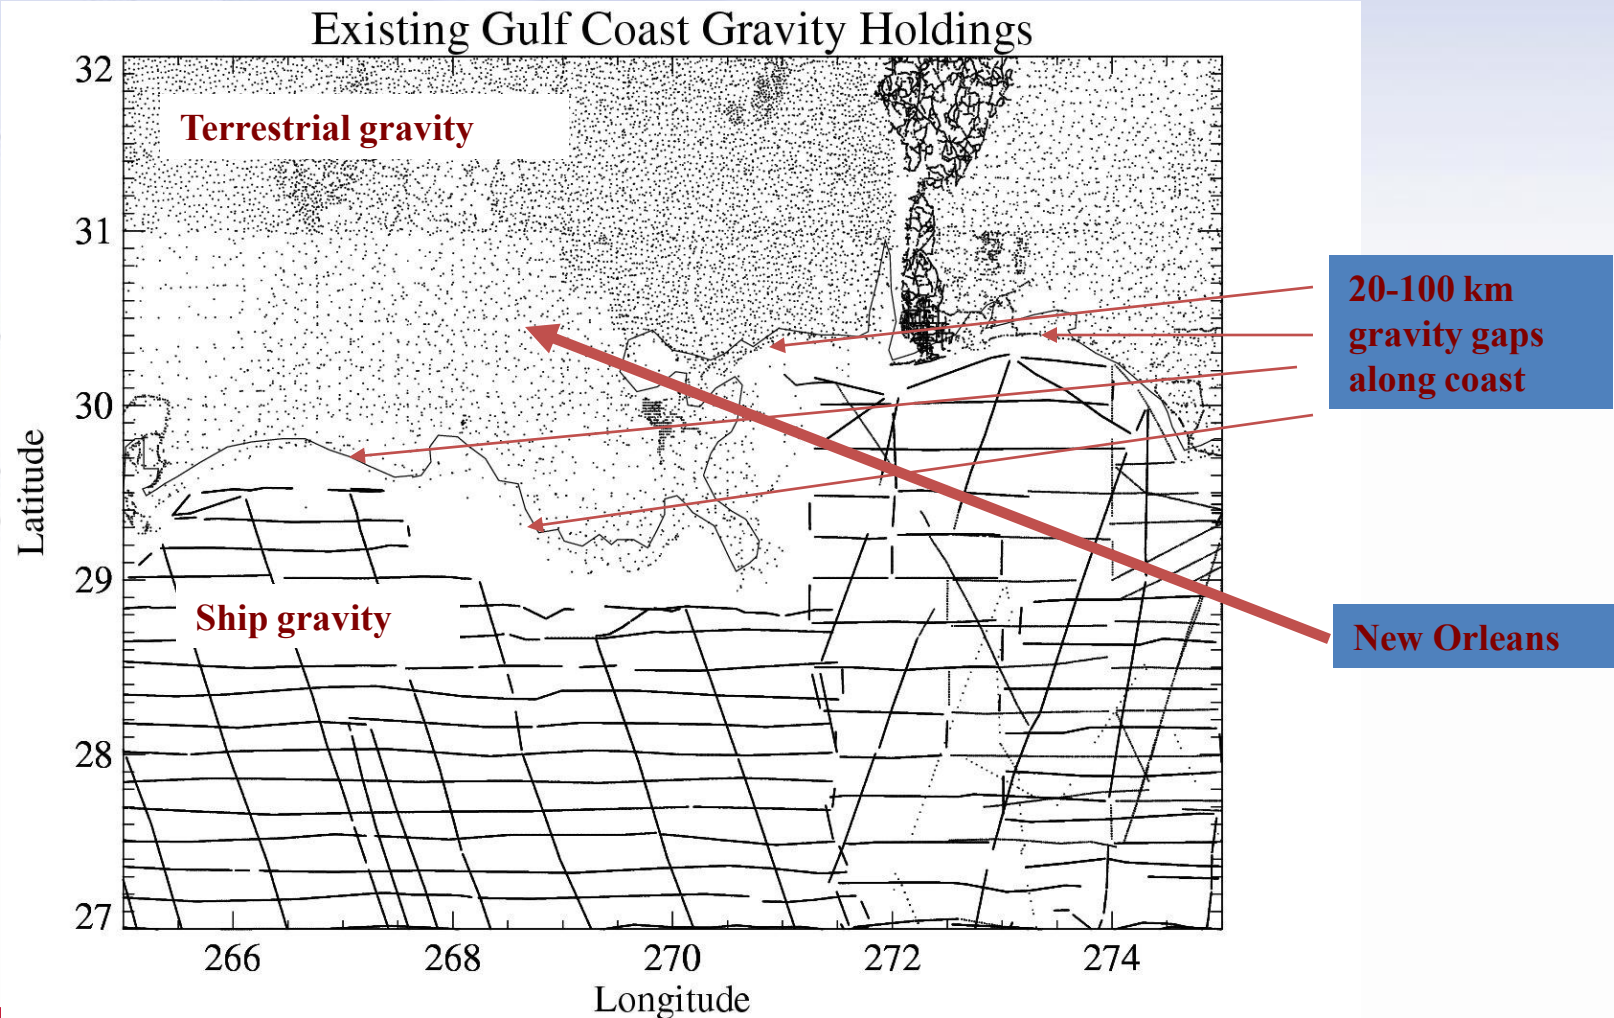 Existing Gulf Coast Gravity Holdings
32
31
30
29
28
27
Latitude
Terrestrial gravity
Ship gravity
20-100 km
gravity gaps
along coast
New Orleans
266 268 270 272 274
Longitude